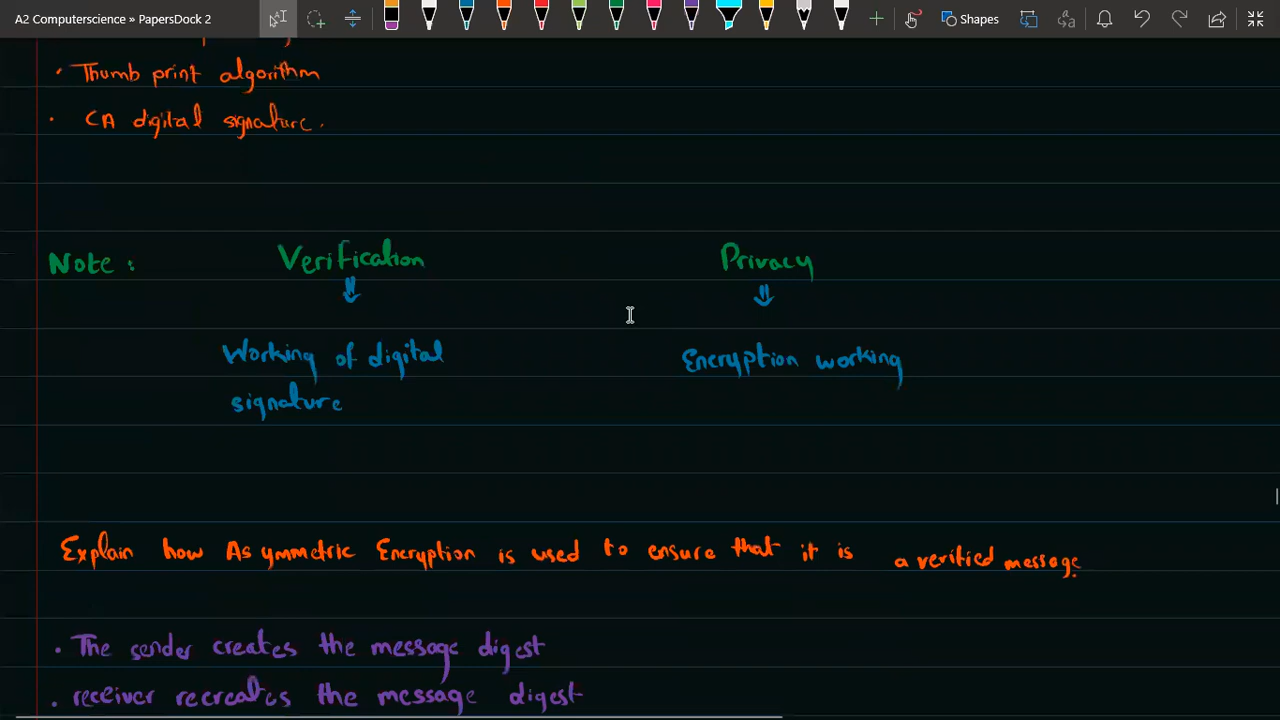 A2 Computerscience » PapersDock 2
Shapes
• Thumb print algorithm
• CA digital signature.
Note : Verification Privacy
Working of digital Encryption working
signature
Explain how Asymmetric Encryption is used to ensure that it is a verified message.
• The sender creates the message digest
• receiver recreates the message digest